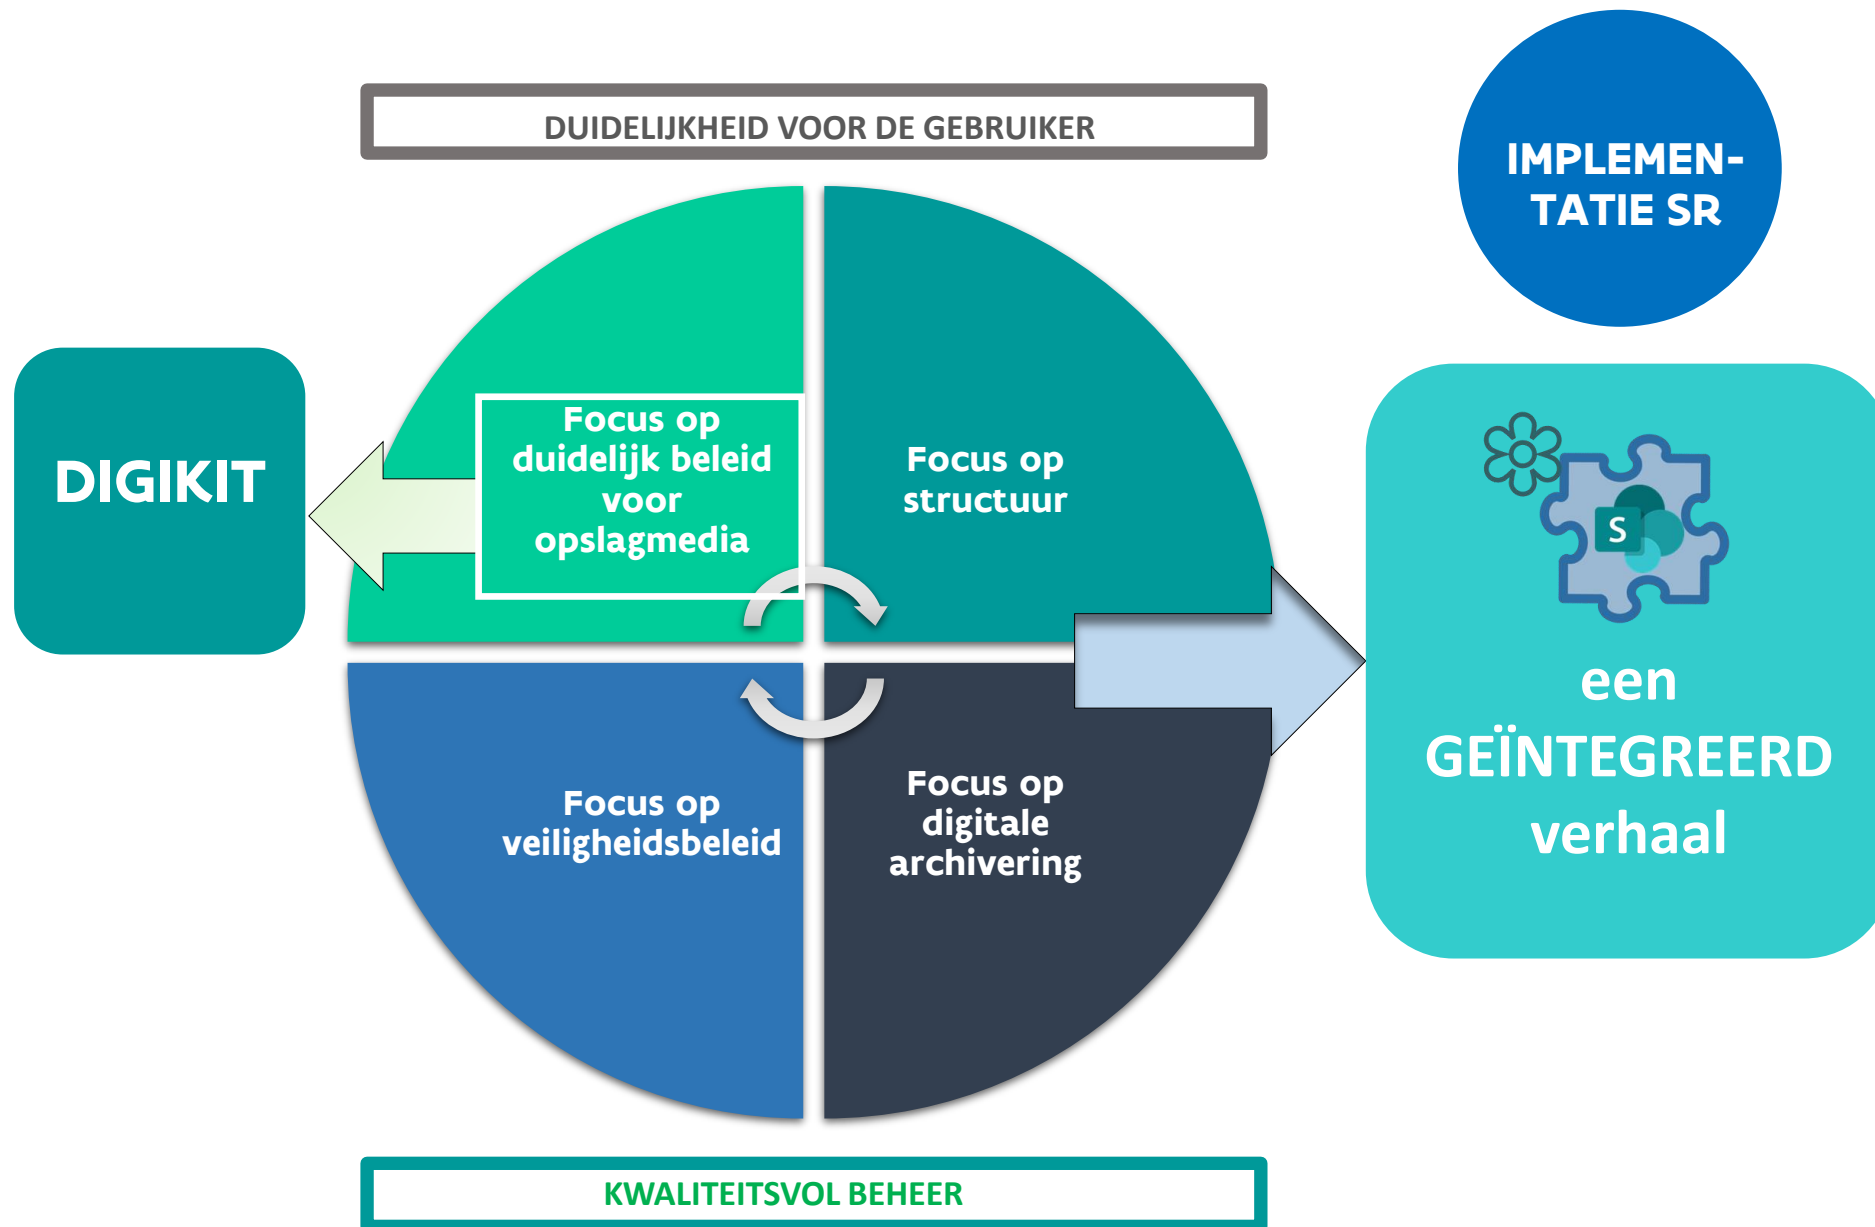 DUIDELIJKHEID VOOR DE GEBRUIKER
IMPLEMEN-
TATIE SR
DIGIKIT
Focus op
duidelijk beleid
voor
opslagmedia
Focus op
structuur
S
een
GEÏNTEGREERD
verhaal
Focus op
veiligheidsbeleid
Focus op
digitale
archivering
KWALITEITSVOL BEHEER